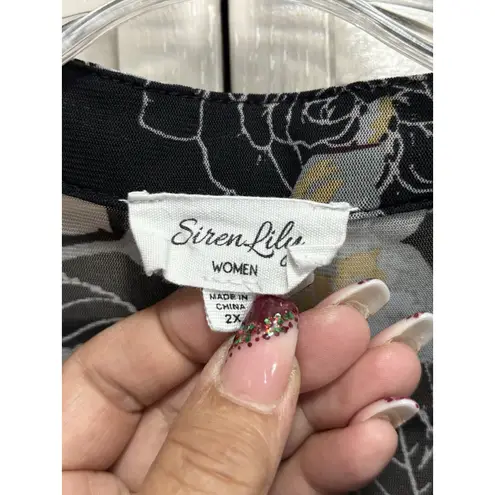 Siren Lily
WOMEN
MADE IN
CHINA
2X